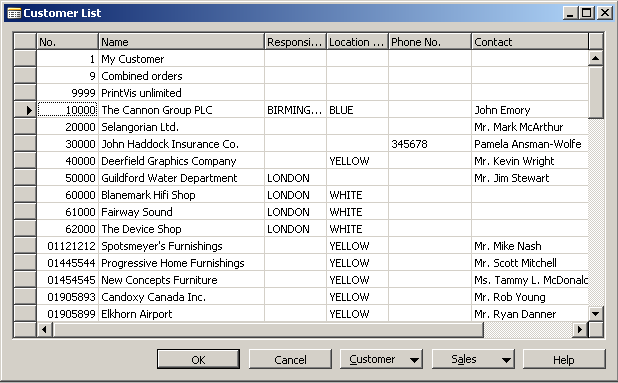 Customer List
No. Name Responsi... Location ... Phone No. Contact
1 My Customer
9 Combined orders
9999 PrintVis unlimited
10000 The Cannon Group PLC BIRMING... BLUE John Emory
20000 Selangorian Ltd. Mr. Mark McArthur
30000 John Haddock Insurance Co. 345678 Pamela Ansman-Wolfe
40000 Deerfield Graphics Company YELLOW Mr. Kevin Wright
50000 Guildford Water Department LONDON Mr. Jim Stewart
60000 Blanemark Hifi Shop LONDON WHITE
61000 Fairway Sound LONDON WHITE
62000 The Device Shop LONDON WHITE
01121212 Spotsmeyer's Furnishings YELLOW Mr. Mike Nash
01445544 Progressive Home Furnishings YELLOW Mr. Scott Mitchell
01454545 New Concepts Furniture YELLOW Ms. Tammy L. McDonald
01905893 Candoxy Canada Inc. YELLOW Mr. Rob Young
01905899 Elkhorn Airport YELLOW Mr. Ryan Danner
OK Cancel Customer Sales Help